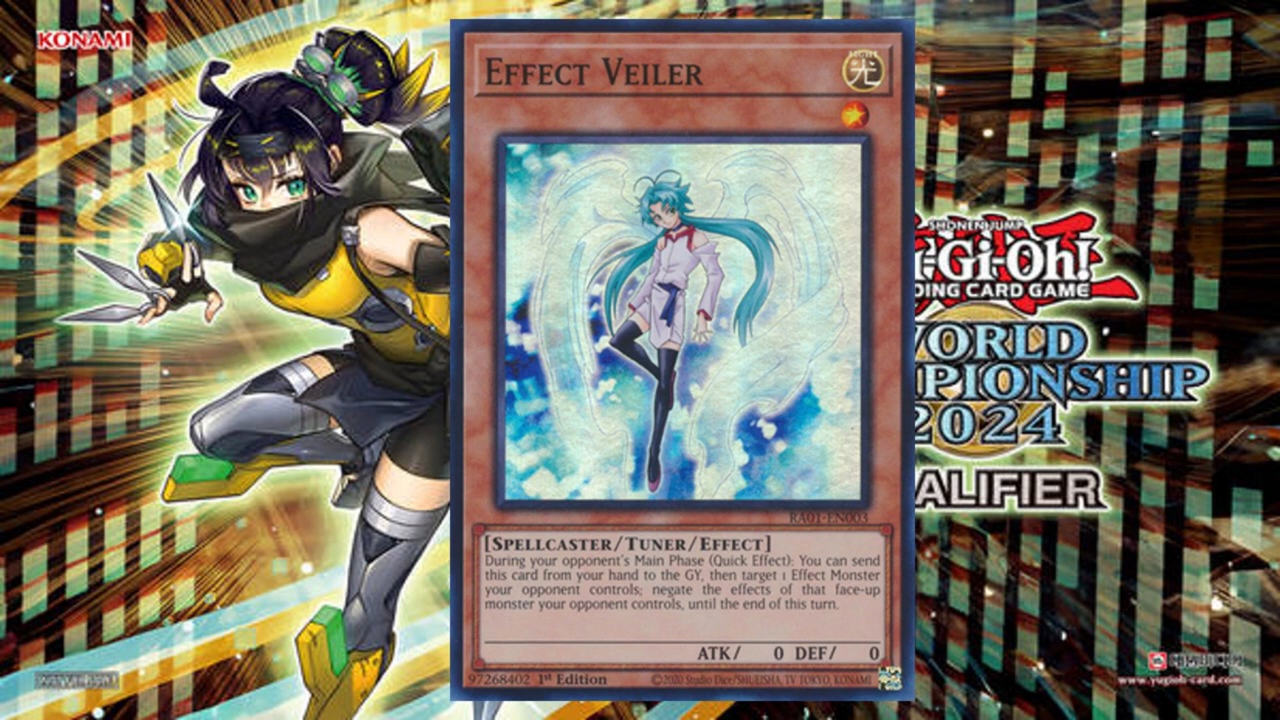 KONAMI
EFFECT VEILER
LIGHT
光
RA01-EN003
[SPELLCASTER/TUNER/EFFECT]
During your opponent's Main Phase (Quick Effect): You can send
this card from your hand to the GY, then target 1 Effect Monster
your opponent controls; negate the effects of that face-up
monster your opponent controls, until the end of this turn.
ATK/ 0 DEF/ 0
97268402 1st Edition ©2020 Studio Dice/SHUEISHA, TV TOKYO, KONAMI
SHONEN JUMP
-Gi-Oh!
DING CARD GAME
WORLD
MPIONSHIP
2024
ALIFIER
www.yugioh-card.com